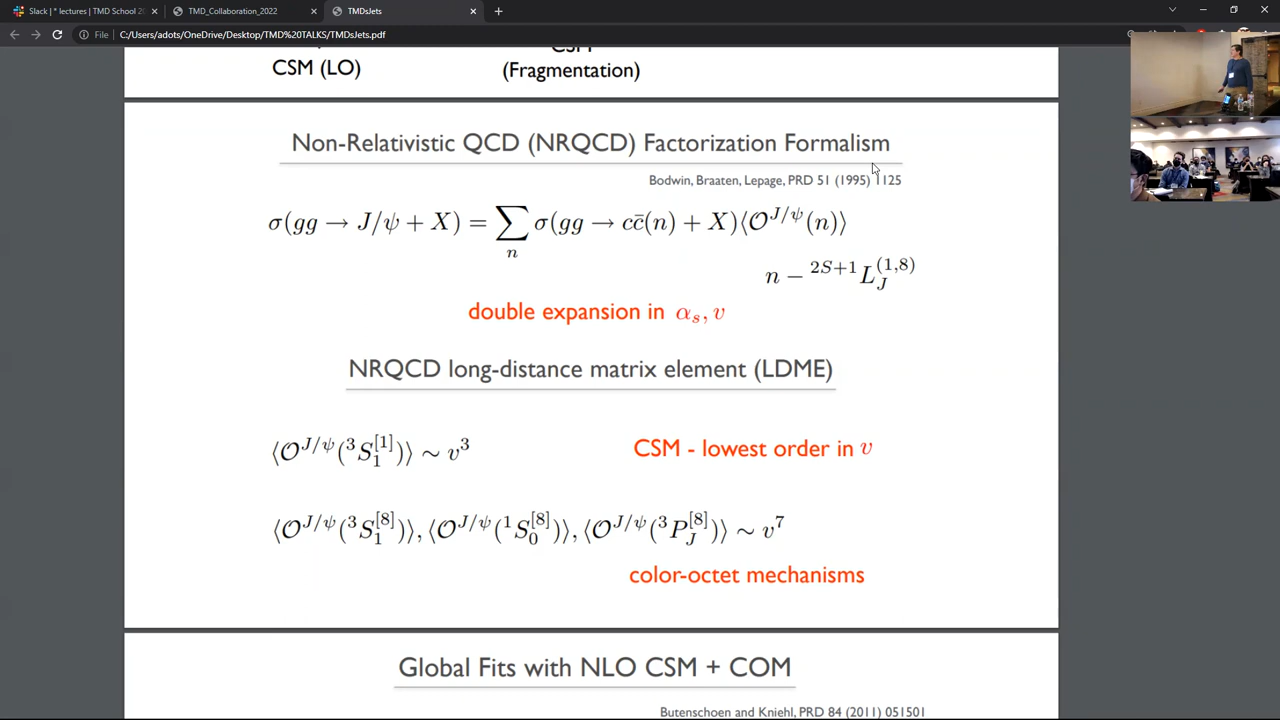 Slack | * lectures | TMD School 20
TMD_Collaboration_2022
TMDsJets
File
C:/Users/adots/OneDrive/Desktop/TMD%20TALKS/TMDsJets.pdf
CSM (LO)
CSM
(Fragmentation)
Non-Relativistic QCD (NRQCD) Factorization Formalism
Bodwin, Braaten, Lepage, PRD 51 (1995) 1125
σ(gg → J/ψ + X) = ∑_n σ(gg → cc̄(n) + X)⟨𝒪^{J/ψ}(n)⟩
n − ^{2S+1}L_J^{(1,8)}
double expansion in α_s, v
NRQCD long-distance matrix element (LDME)
⟨𝒪^{J/ψ}(^3S_1^{[1]})⟩ ∼ v^3
CSM - lowest order in v
⟨𝒪^{J/ψ}(^3S_1^{[8]})⟩, ⟨𝒪^{J/ψ}(^1S_0^{[8]})⟩, ⟨𝒪^{J/ψ}(^3P_J^{[8]})⟩ ∼ v^7
color-octet mechanisms
Global Fits with NLO CSM + COM
Butenschoen and Kniehl, PRD 84 (2011) 051501